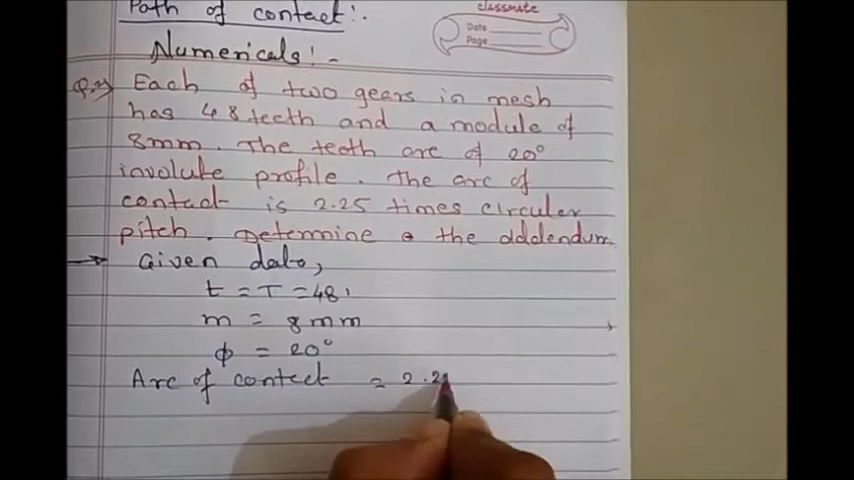 Path of contact :.
classmate
Date
Page
Numericals :-
Q.2) Each of two gears in mesh
has 48 teeth and a module of
8mm. The teeth are of 20°
involute profile. The arc of
contact is 2.25 times circular
pitch. Determine the addendum.
→ Given data,
t = T = 48.
m = 8mm
ϕ = 20°
Arc of contact = 2.2